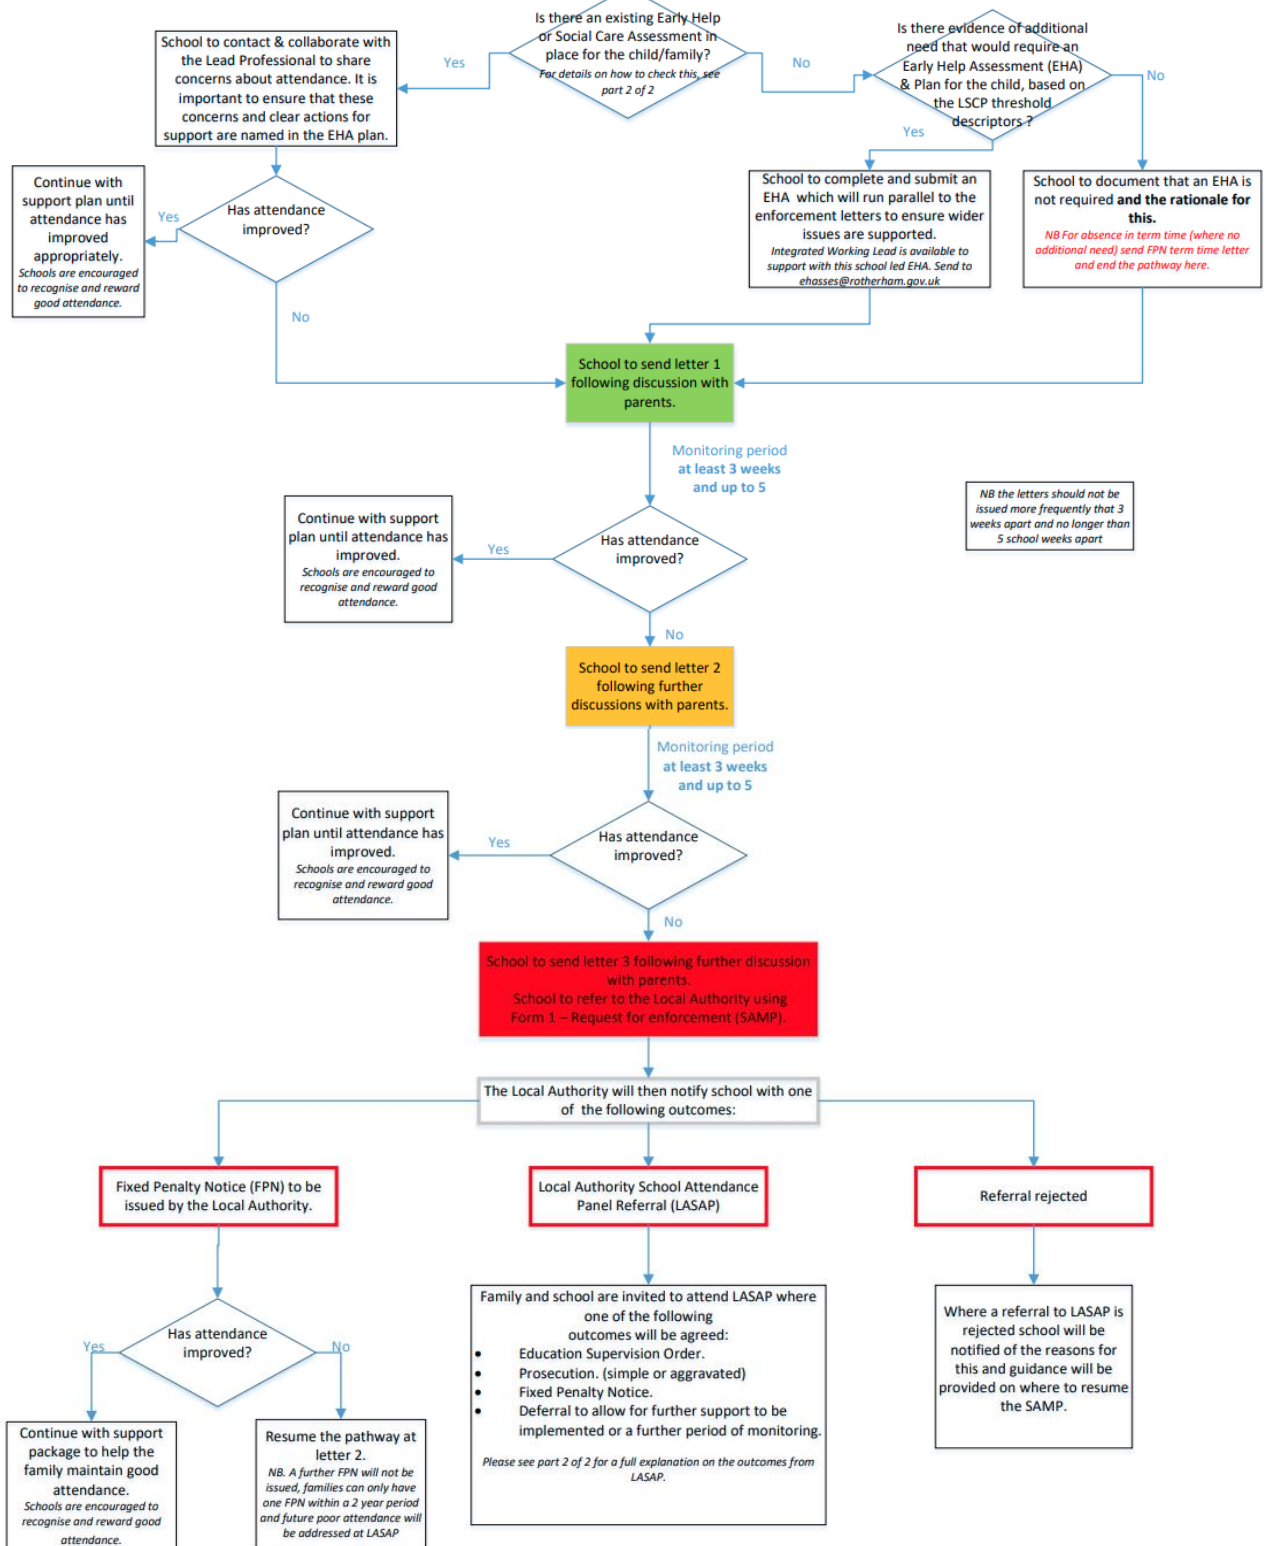 Is there an existing Early Help
or Social Care Assessment in
place for the child/family?
For details on how to check this, see
part 2 of 2
Is there evidence of additional
need that would require an
Early Help Assessment (EHA)
& Plan for the child, based on
the LSCP threshold
descriptors ?
School to contact & collaborate with
the Lead Professional to share
concerns about attendance. It is
important to ensure that these
concerns and clear actions for
support are named in the EHA plan.
Yes
No
No
Yes
Continue with
support plan until
attendance has
improved
appropriately.
Schools are encouraged
to recognise and reward
good attendance.
Yes
Has attendance
improved?
No
School to complete and submit an
EHA which will run parallel to the
enforcement letters to ensure wider
issues are supported.
Integrated Working Lead is available to
support with this school led EHA. Send to
ehasses@rotherham.gov.uk
School to document that an EHA is
not required and the rationale for
this.
NB For absence in term time (where no
additional need) send FPN term time letter
and end the pathway here.
School to send letter 1
following discussion with
parents.
Monitoring period
at least 3 weeks
and up to 5
NB the letters should not be
issued more frequently that 3
weeks apart and no longer than
5 school weeks apart
Continue with support
plan until attendance has
improved.
Schools are encouraged to
recognise and reward good
attendance.
Yes
Has attendance
improved?
No
School to send letter 2
following further
discussions with parents.
Monitoring period
at least 3 weeks
and up to 5
Continue with support
plan until attendance has
improved.
Schools are encouraged to
recognise and reward good
attendance.
Yes
Has attendance
improved?
No
School to send letter 3 following further discussion
with parents.
School to refer to the Local Authority using
Form 1 – Request for enforcement (SAMP).
The Local Authority will then notify school with one
of the following outcomes:
Fixed Penalty Notice (FPN) to be
issued by the Local Authority.
Local Authority School Attendance
Panel Referral (LASAP)
Referral rejected
Has attendance
improved?
Yes
No
Continue with support
package to help the
family maintain good
attendance.
Schools are encouraged to
recognise and reward good
attendance.
Resume the pathway at
letter 2.
NB. A further FPN will not be
issued, families can only have
one FPN within a 2 year period
and future poor attendance will
be addressed at LASAP
Family and school are invited to attend LASAP where
one of the following
outcomes will be agreed:
• Education Supervision Order.
• Prosecution. (simple or aggravated)
• Fixed Penalty Notice.
• Deferral to allow for further support to be
implemented or a further period of monitoring.
Please see part 2 of 2 for a full explanation on the outcomes from
LASAP.
Where a referral to LASAP is
rejected school will be
notified of the reasons for
this and guidance will be
provided on where to resume
the SAMP.